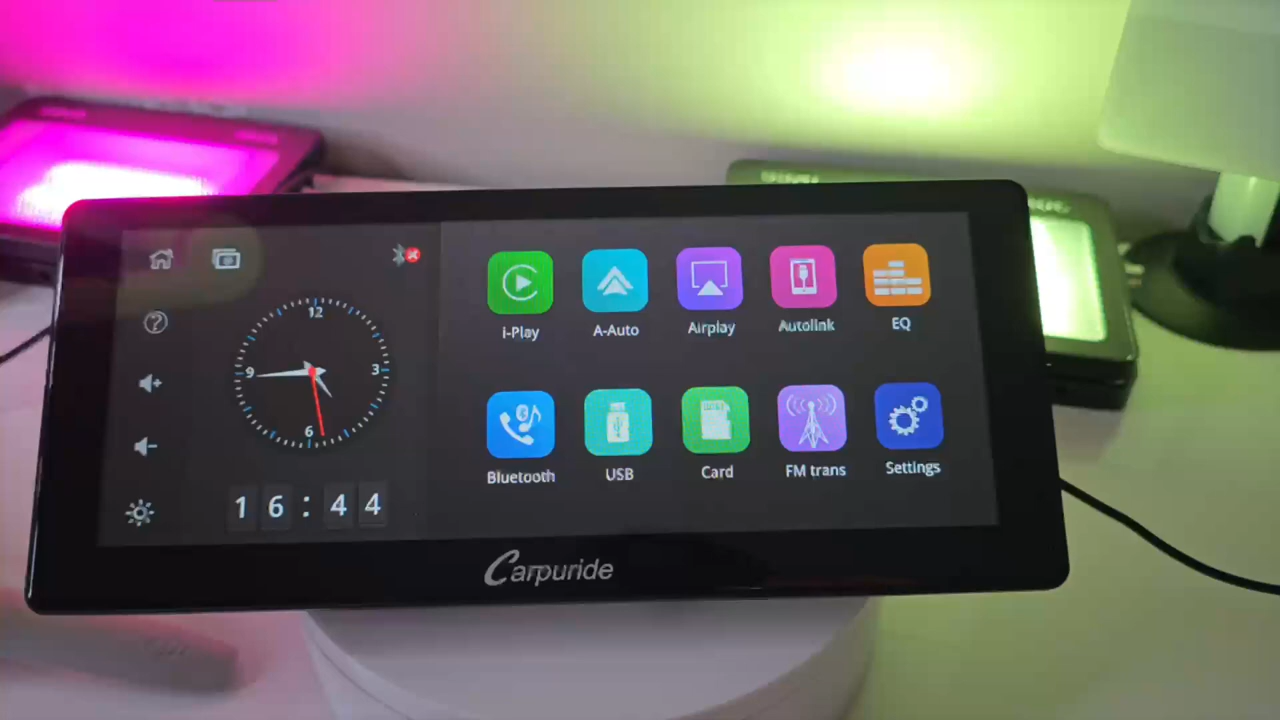 12
9
3
6
16:44
i-Play
A-Auto
Airplay
Autolink
EQ
Bluetooth
USB
Card
FM trans
Settings
Carpuride